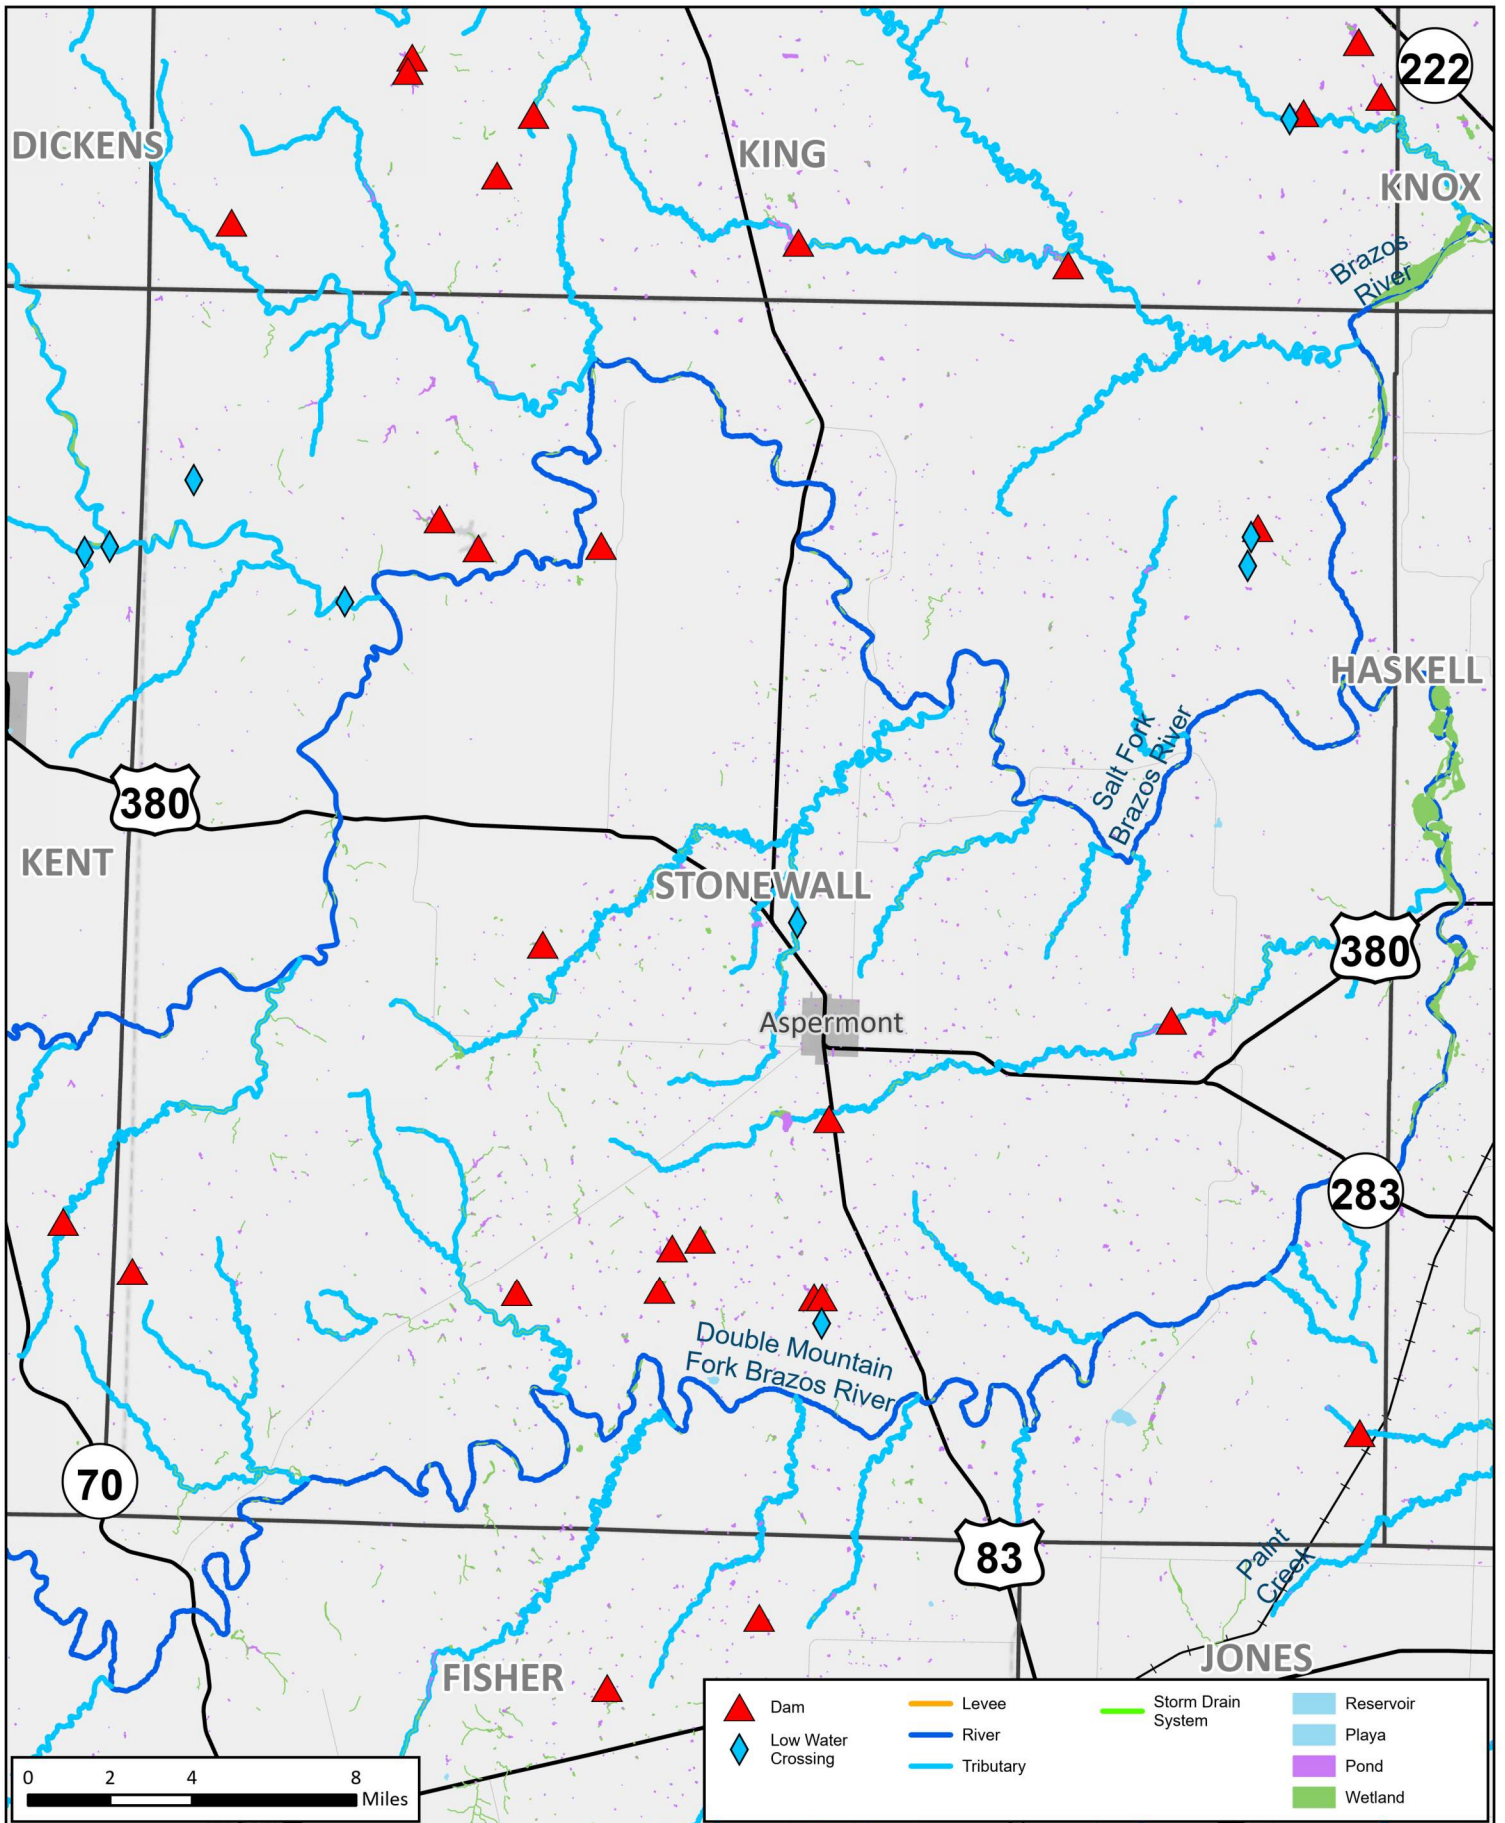 222
DICKENS
KING
KNOX
Brazos
River
HASKELL
Salt Fork
Brazos River
380
KENT
STONEWALL
380
Aspermont
283
Double Mountain
Fork Brazos River
70
83
Paint
Creek
FISHER
JONES
0 2 4 8
Miles
Dam
Low Water
Crossing
Levee
River
Tributary
Storm Drain
System
Reservoir
Playa
Pond
Wetland